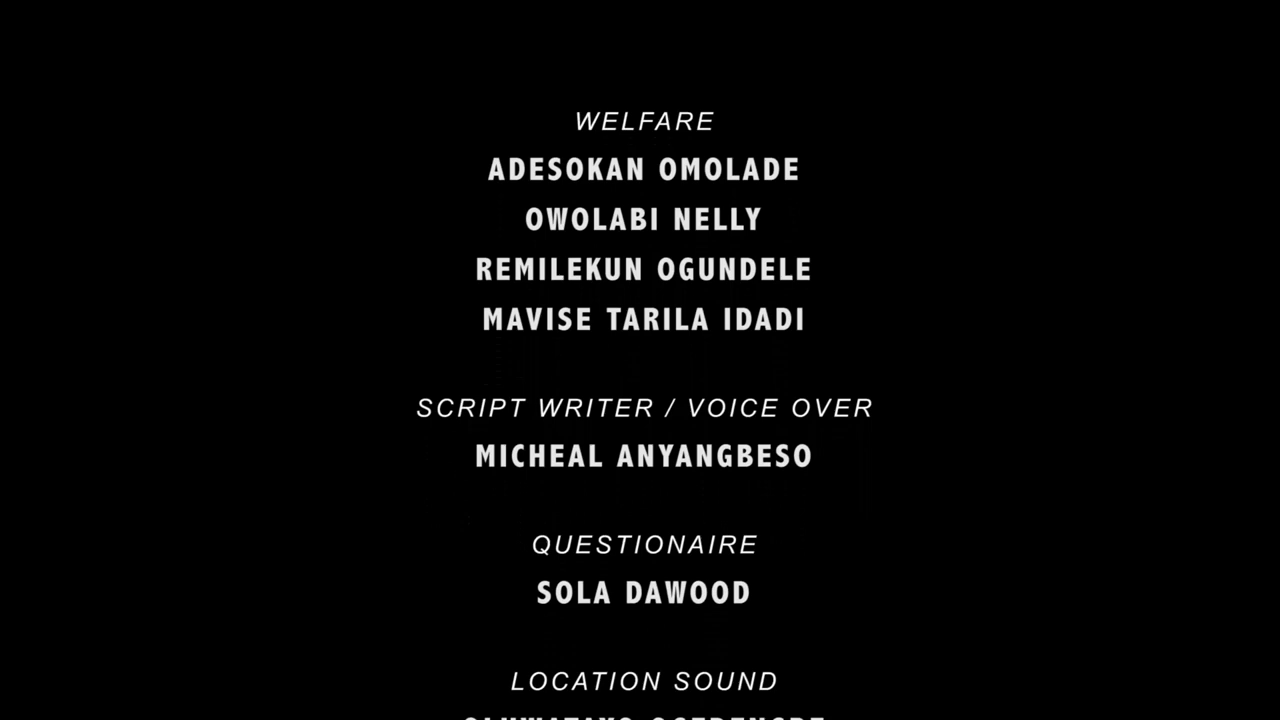 WELFARE
ADESOKAN OMOLADE
OWOLABI NELLY
REMILEKUN OGUNDELE
MAVISE TARILA IDADI
SCRIPT WRITER / VOICE OVER
MICHEAL ANYANGBESO
QUESTIONAIRE
SOLA DAWOOD
LOCATION SOUND